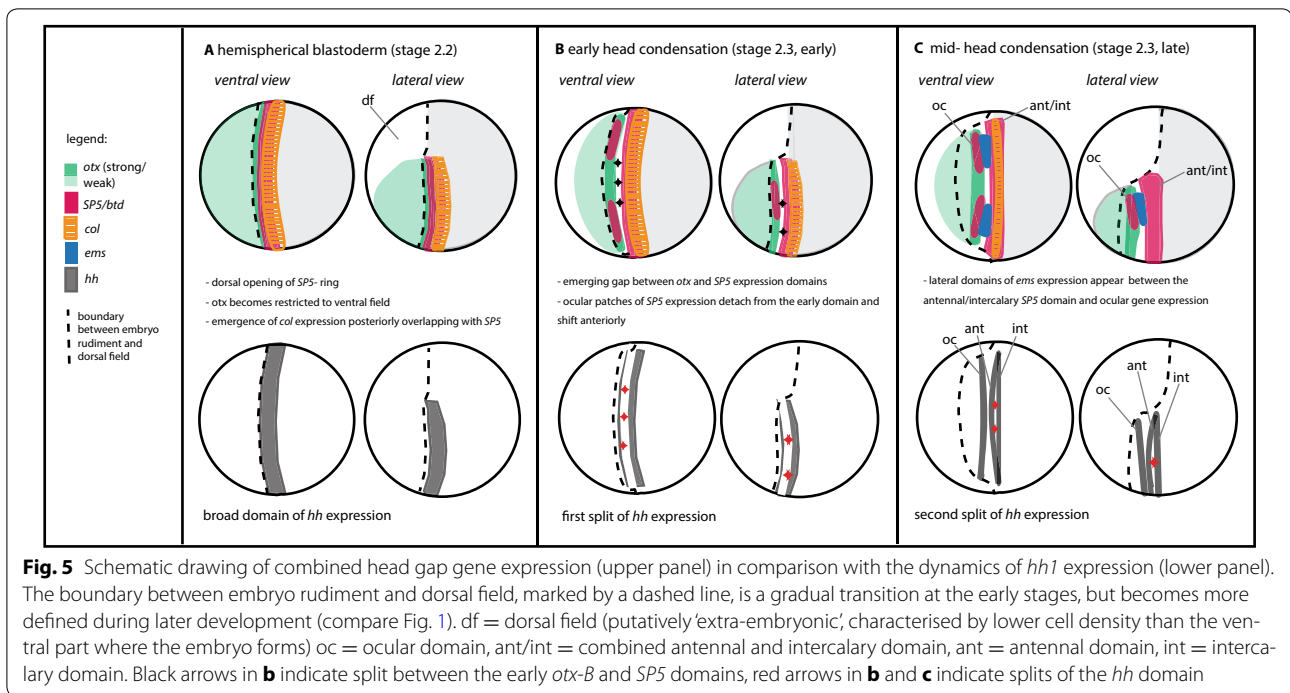 legend:
otx (strong/
weak)
SP5/btd
col
ems
hh
boundary
between embryo
rudiment and
dorsal field
A hemispherical blastoderm (stage 2.2)
ventral view
lateral view
df
- dorsal opening of SP5- ring
- otx becomes restricted to ventral field
- emergence of col expression posteriorly overlapping with SP5
broad domain of hh expression
B early head condensation (stage 2.3, early)
ventral view
lateral view
- emerging gap between otx and SP5 expression domains
- ocular patches of SP5 expression detach from the early domain and
shift anteriorly
first split of hh expression
C mid- head condensation (stage 2.3, late)
ventral view
lateral view
oc
ant/int
oc
ant/int
- lateral domains of ems expression appear between the
antennal/intercalary SP5 domain and ocular gene expression
oc
ant
int
oc
ant
int
second split of hh expression
Fig. 5 Schematic drawing of combined head gap gene expression (upper panel) in comparison with the dynamics of hh1 expression (lower panel).
The boundary between embryo rudiment and dorsal field, marked by a dashed line, is a gradual transition at the early stages, but becomes more
defined during later development (compare Fig. 1). df = dorsal field (putatively ‘extra-embryonic’, characterised by lower cell density than the ven-
tral part where the embryo forms) oc = ocular domain, ant/int = combined antennal and intercalary domain, ant = antennal domain, int = interca-
lary domain. Black arrows in b indicate split between the early otx-B and SP5 domains, red arrows in b and c indicate splits of the hh domain